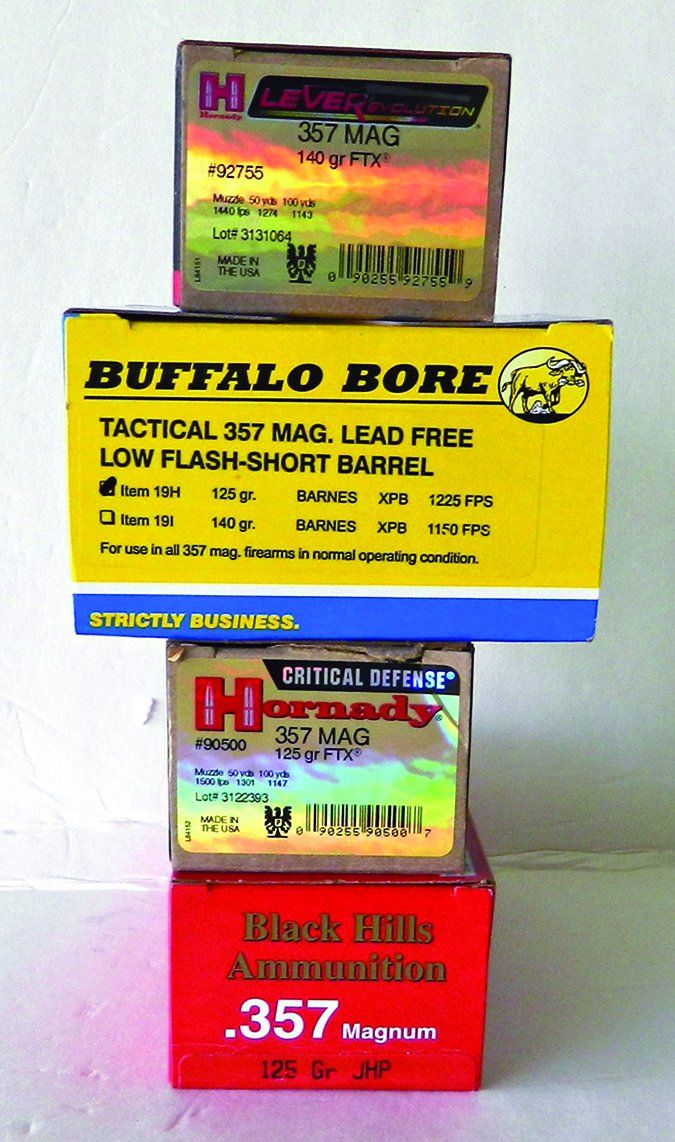 H LEVERevolution®
Hornady
357 MAG
140 gr FTX®
#92755
Muzzle 50 yds 100 yds
1440 fps 1274 1143
Lot# 3131064
MADE IN
THE USA
0 90255 92755 9
BUFFALO BORE
TACTICAL 357 MAG. LEAD FREE
LOW FLASH-SHORT BARREL
Item 19H 125 gr. BARNES XPB 1225 FPS
Item 19I 140 gr. BARNES XPB 1150 FPS
For use in all 357 mag. firearms in normal operating condition.
STRICTLY BUSINESS.
CRITICAL DEFENSE®
Hornady®
357 MAG
#90500
125 gr FTX®
Muzzle 50 yds 100 yds
1500 fps 1301 1147
Lot# 3122393
MADE IN
THE USA
0 90255 90500 7
Black Hills
Ammunition
.357 Magnum
125 Gr JHP